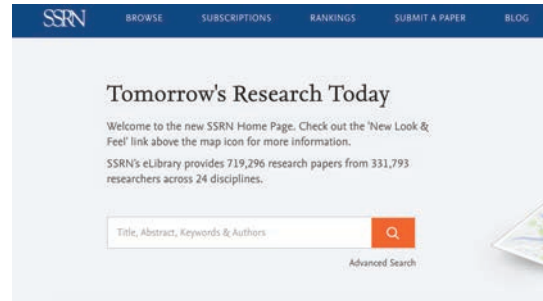 SSRN BROWSE SUBSCRIPTIONS RANKINGS SUBMIT A PAPER BLOG
Tomorrow's Research Today
Welcome to the new SSRN Home Page. Check out the 'New Look &
Feel' link above the map icon for more information.
SSRN's eLibrary provides 719,296 research papers from 331,793
researchers across 24 disciplines.
Title, Abstract, Keywords & Authors
Advanced Search